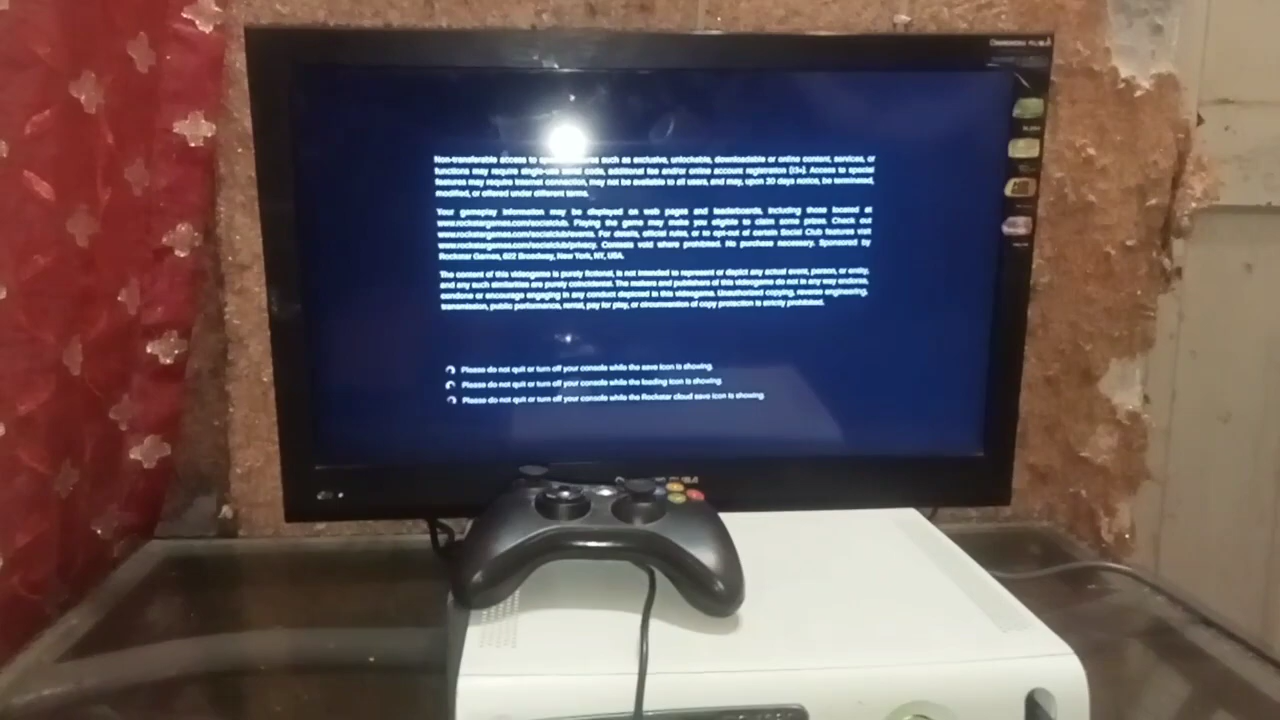 Non-transferable access to special features such as exclusive, unlockable, downloadable or online content, services, or
functions may require single-use serial code, additional fee and/or online account registration (13+). Access to special
features may require internet connection, may not be available to all users, and may, upon 30 days notice, be terminated,
modified, or offered under different terms.
Your gameplay information may be displayed on web pages and leaderboards, including those located at
www.rockstargames.com/socialclub. Playing the game may make you eligible to claim some prizes. Check out
www.rockstargames.com/socialclub/events. For details, official rules, or to opt-out of certain Social Club features visit
www.rockstargames.com/socialclub/privacy. Contests void where prohibited. No purchase necessary. Sponsored by
Rockstar Games, 622 Broadway, New York, NY, USA.
The content of this videogame is purely fictional, is not intended to represent or depict any actual event, person, or entity,
and any such similarities are purely coincidental. The makers and publishers of this videogame do not in any way endorse,
condone or encourage engaging in any conduct depicted in this videogame. Unauthorized copying, reverse engineering,
transmission, public performance, rental, pay for play, or circumvention of copy protection is strictly prohibited.
Please do not quit or turn off your console while the save icon is showing.
Please do not quit or turn off your console while the loading icon is showing.
Please do not quit or turn off your console while the Rockstar cloud save icon is showing.